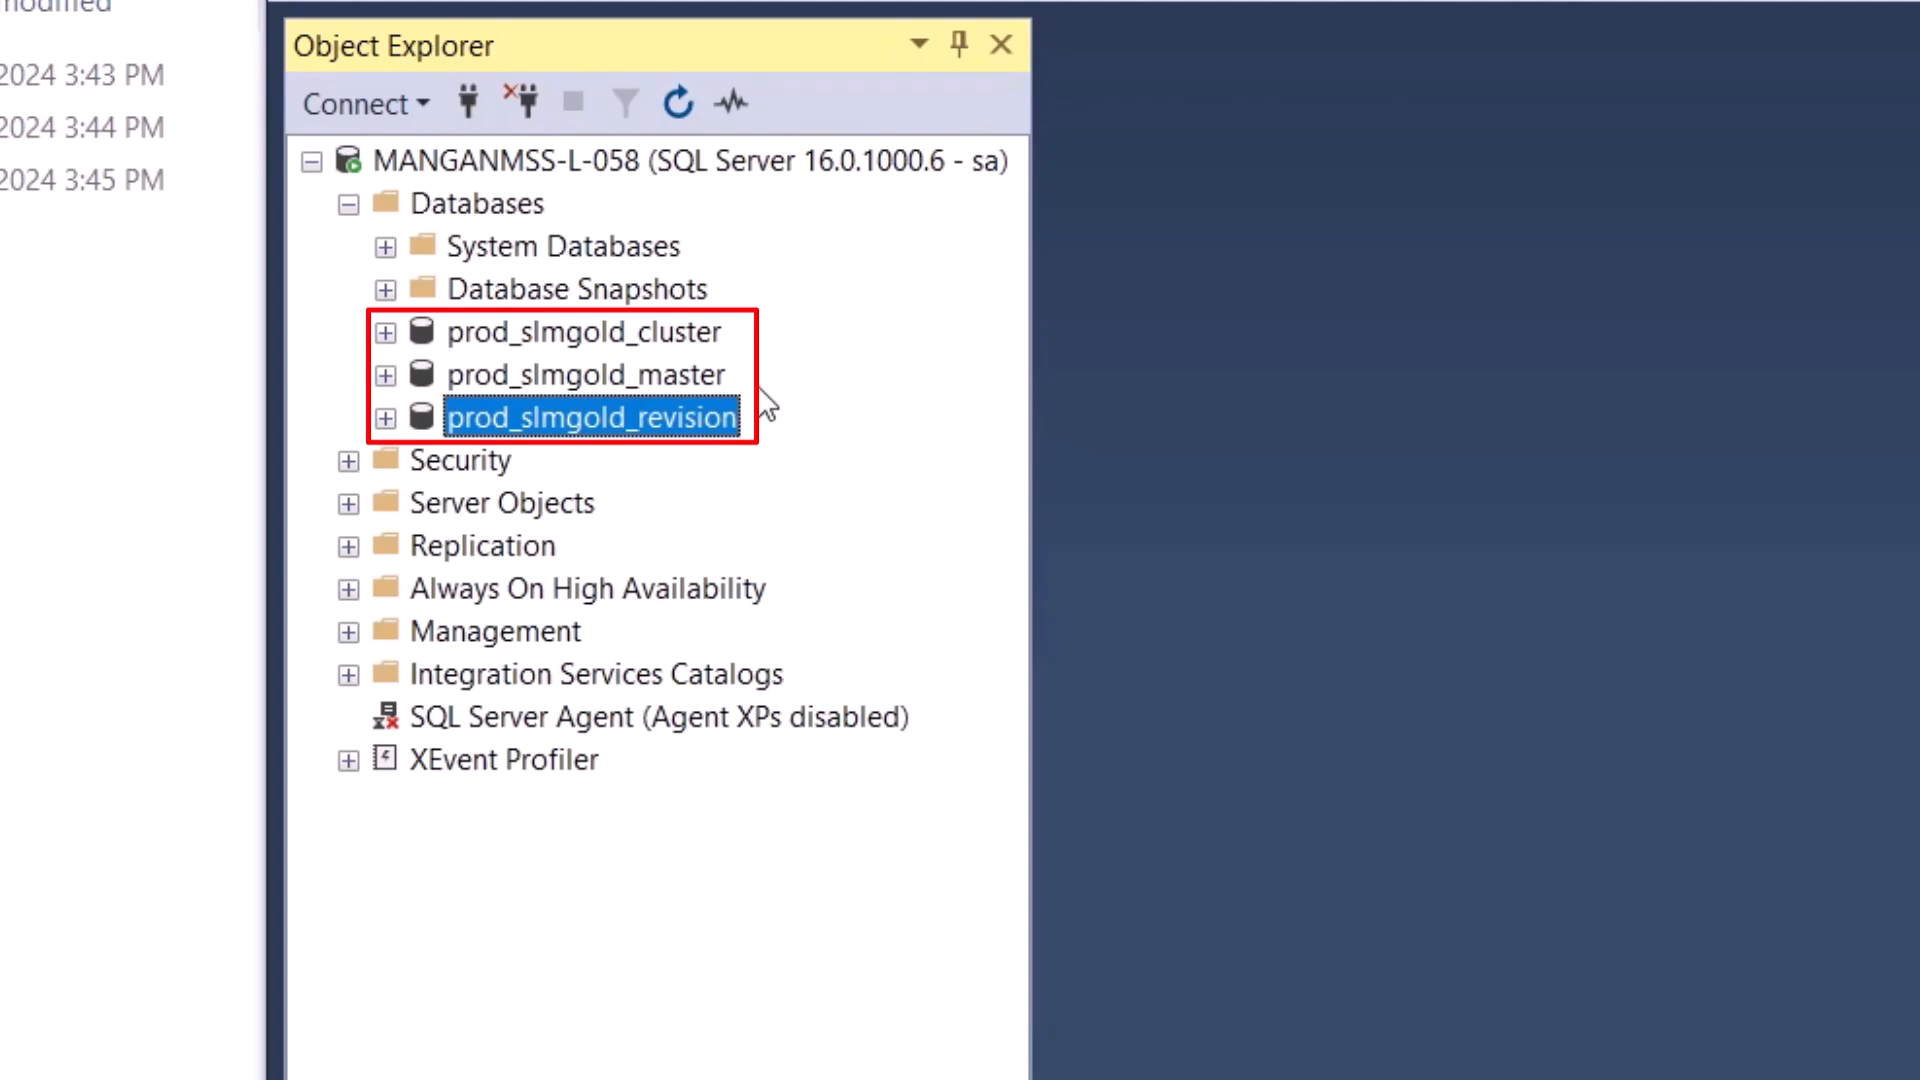 modified
2024 3:43 PM
2024 3:44 PM
2024 3:45 PM
Object Explorer
Connect
MANGANMSS-L-058 (SQL Server 16.0.1000.6 - sa)
Databases
System Databases
Database Snapshots
prod_slmgold_cluster
prod_slmgold_master
prod_slmgold_revision
Security
Server Objects
Replication
Always On High Availability
Management
Integration Services Catalogs
SQL Server Agent (Agent XPs disabled)
XEvent Profiler